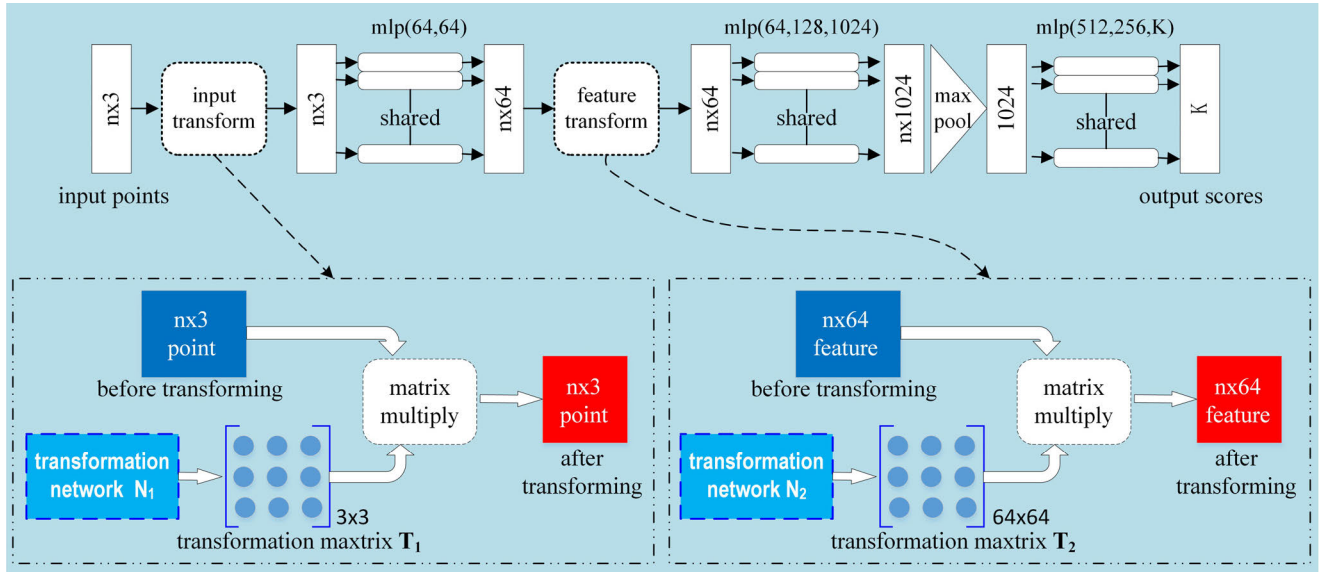 mlp(64,64)
mlp(64,128,1024)
mlp(512,256,K)
nx3
input
transform
nx3
shared
nx64
feature
transform
nx64
shared
nx1024
max
pool
1024
shared
K
input points
output scores
nx3
point
before transforming
matrix
multiply
nx3
point
after
transforming
transformation
network N₁
3x3
transformation maxtrix T₁
nx64
feature
before transforming
matrix
multiply
nx64
feature
after
transforming
transformation
network N₂
64x64
transformation maxtrix T₂